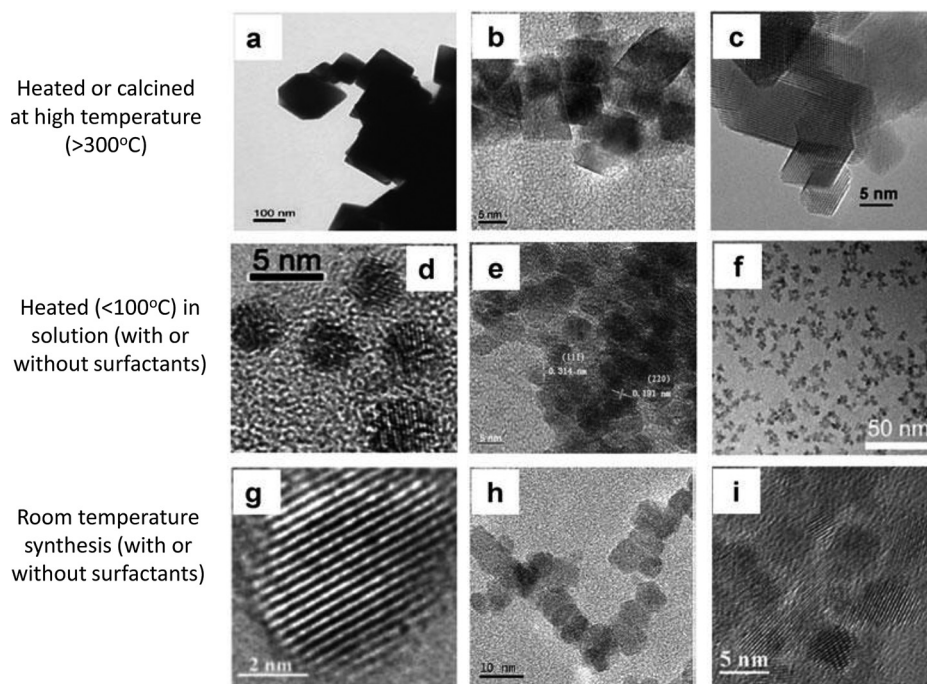 Heated or calcined
at high temperature
(>300°C)
a
100 nm
b
5 nm
c
5 nm
Heated (<100°C) in
solution (with or
without surfactants)
5 nm
d
e
(111)
0.314 nm
(220)
0.191 nm
5 nm
f
50 nm
Room temperature
synthesis (with or
without surfactants)
g
2 nm
h
10 nm
i
5 nm